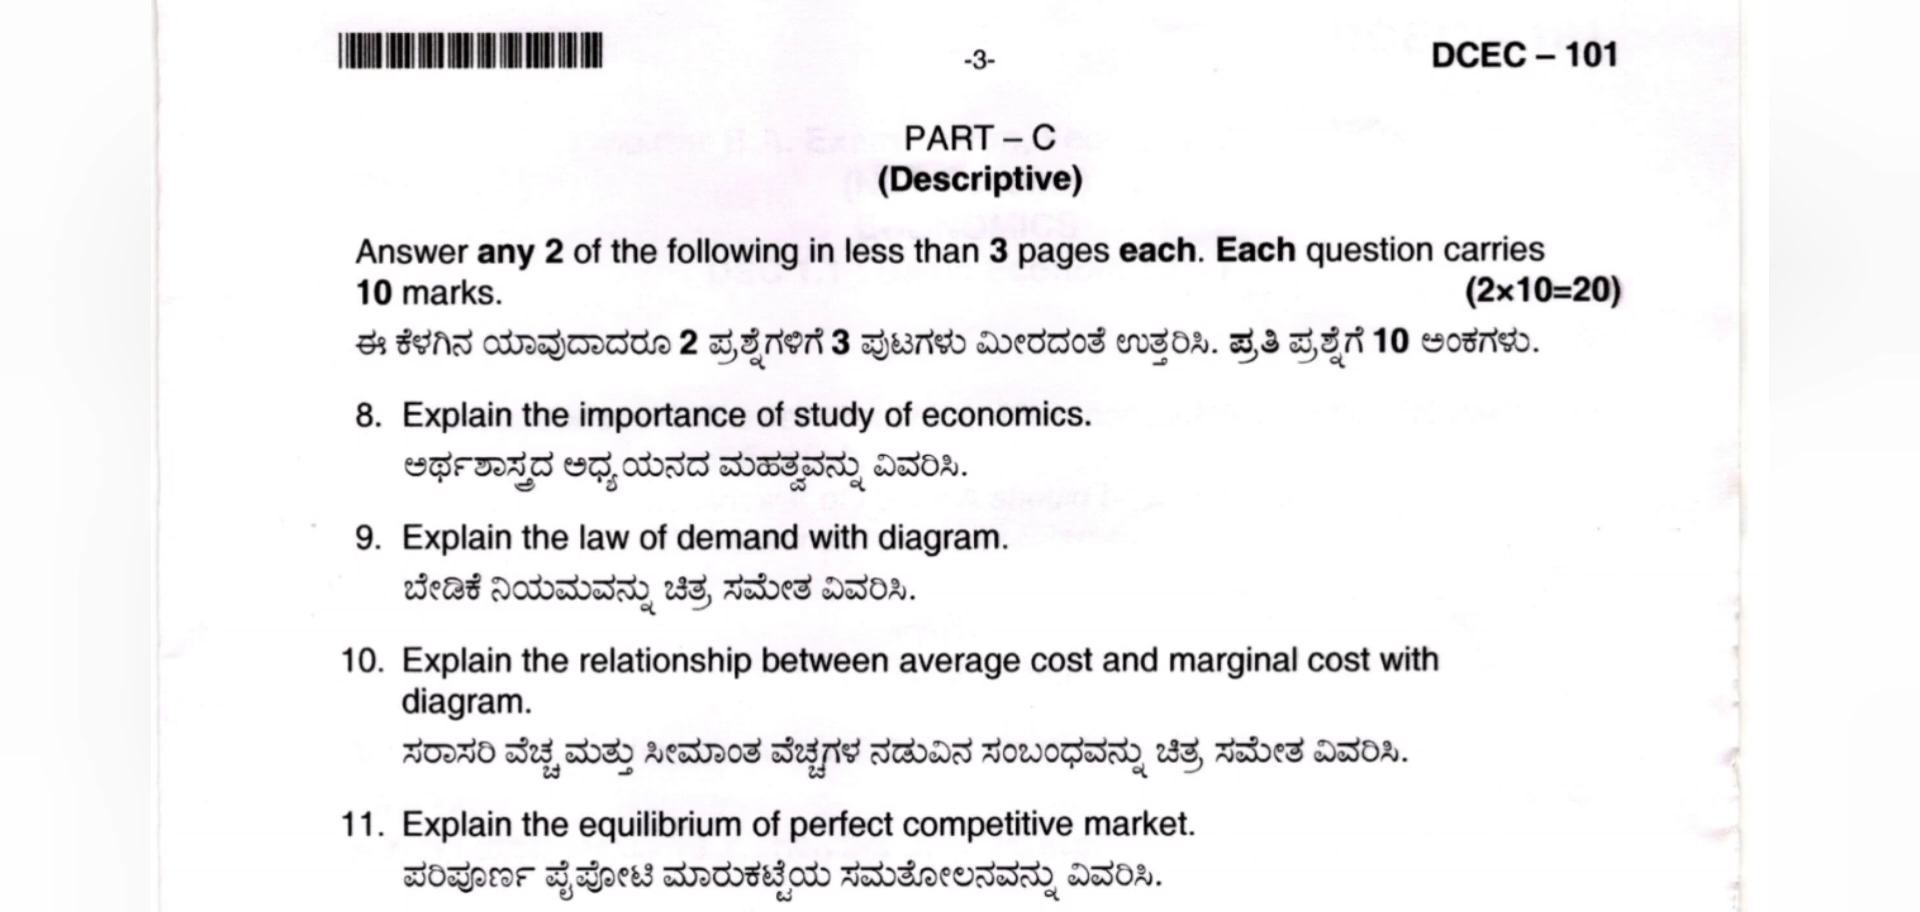 -3-
DCEC – 101
PART – C
(Descriptive)
Answer any 2 of the following in less than 3 pages each. Each question carries
10 marks.
(2×10=20)
ಈ ಕೆಳಗಿನ ಯಾವುದಾದರೂ 2 ಪ್ರಶ್ನೆಗಳಿಗೆ 3 ಪುಟಗಳು ಮೀರದಂತೆ ಉತ್ತರಿಸಿ. ಪ್ರತಿ ಪ್ರಶ್ನೆಗೆ 10 ಅಂಕಗಳು.
8. Explain the importance of study of economics.
ಅರ್ಥಶಾಸ್ತ್ರದ ಅಧ್ಯಯನದ ಮಹತ್ವವನ್ನು ವಿವರಿಸಿ.
9. Explain the law of demand with diagram.
ಬೇಡಿಕೆ ನಿಯಮವನ್ನು ಚಿತ್ರ ಸಮೇತ ವಿವರಿಸಿ.
10. Explain the relationship between average cost and marginal cost with
diagram.
ಸರಾಸರಿ ವೆಚ್ಚ ಮತ್ತು ಸೀಮಾಂತ ವೆಚ್ಚಗಳ ನಡುವಿನ ಸಂಬಂಧವನ್ನು ಚಿತ್ರ ಸಮೇತ ವಿವರಿಸಿ.
11. Explain the equilibrium of perfect competitive market.
ಪರಿಪೂರ್ಣ ಪೈಪೋಟಿ ಮಾರುಕಟ್ಟೆಯ ಸಮತೋಲನವನ್ನು ವಿವರಿಸಿ.